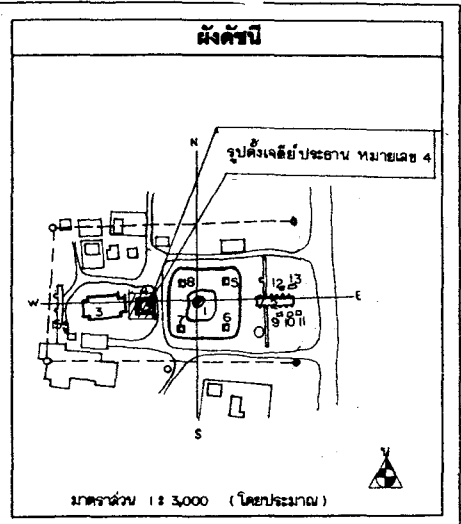 ผังดัชนี
N
รูปตั้งเจดีย์ประธาน หมายเลข 4
8 5
12 13
W 3 4 1 2 E
7 6
9 10 11
S
น
มาตราส่วน 1 : 3,000 (โดยประมาณ)